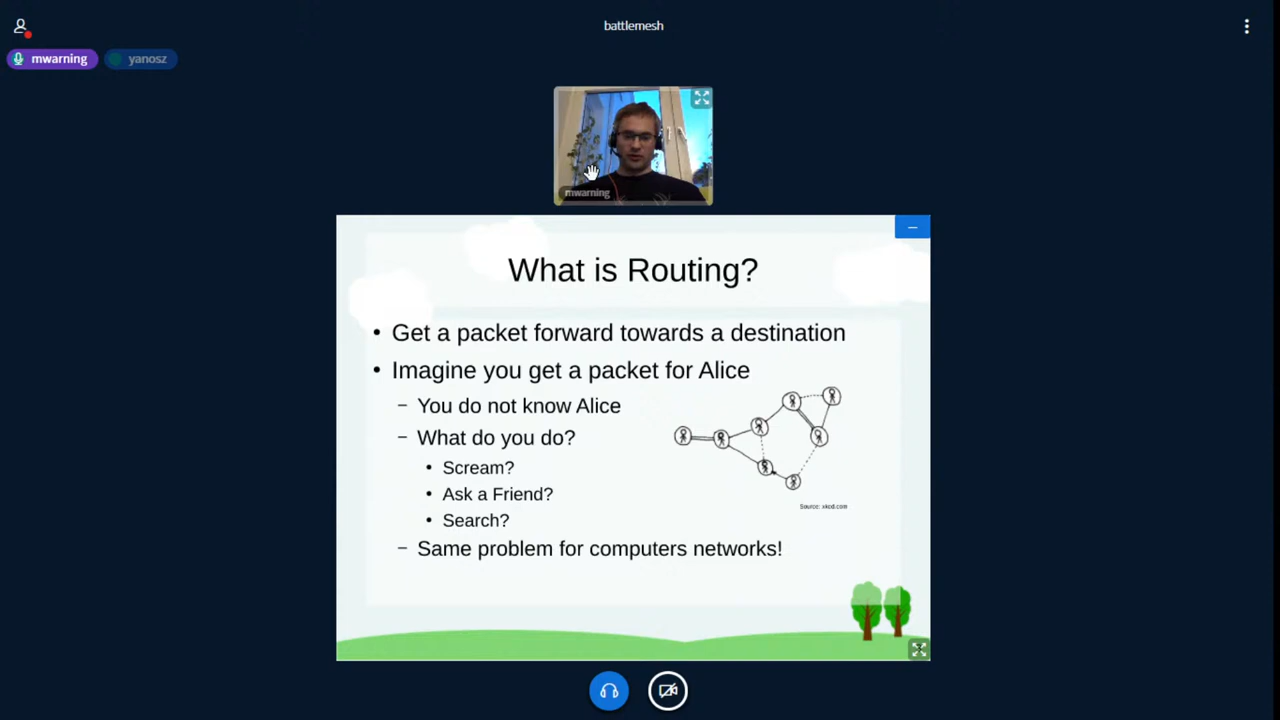 battlemesh
mwarning
yanosz
mwarning
What is Routing?
• Get a packet forward towards a destination
• Imagine you get a packet for Alice
– You do not know Alice
– What do you do?
• Scream?
• Ask a Friend?
• Search?
Source: xkcd.com
– Same problem for computers networks!